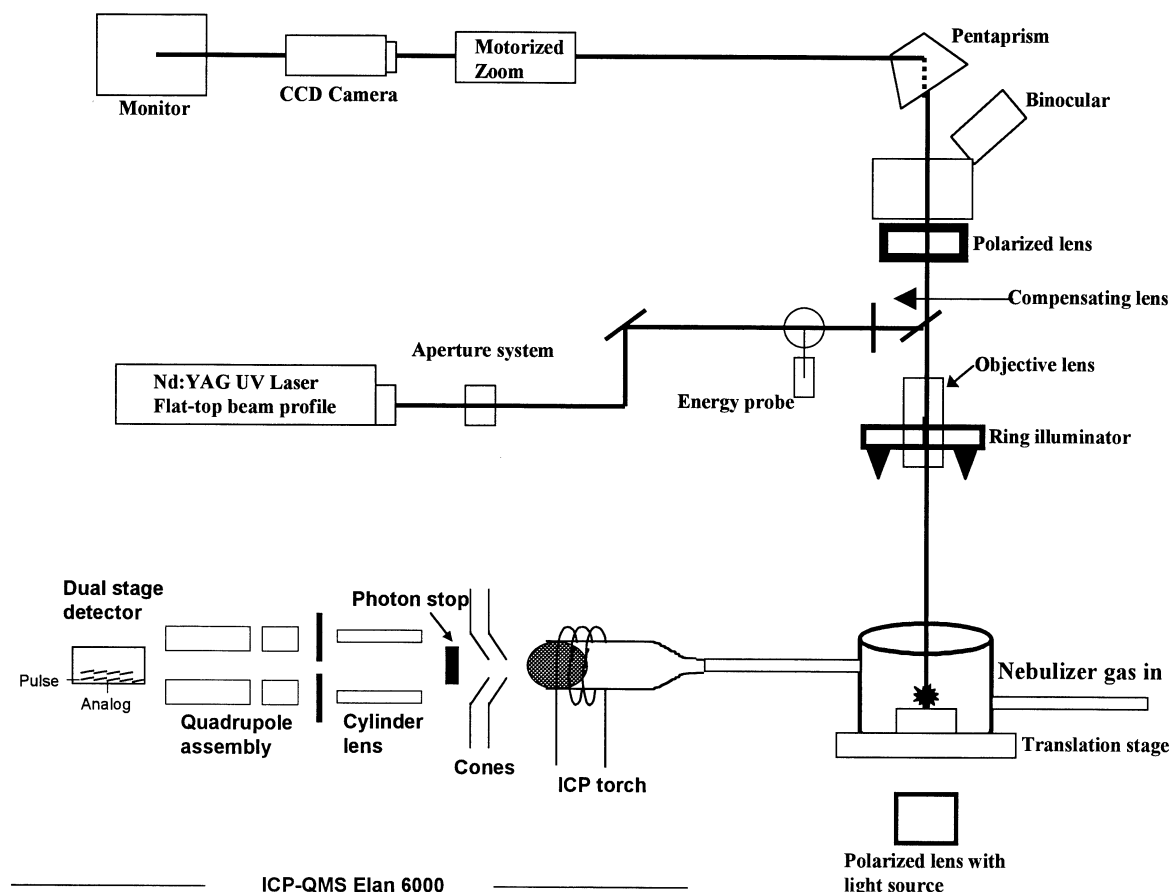 Monitor
CCD Camera
Motorized
Zoom
Pentaprism
Binocular
Polarized lens
Compensating lens
Aperture system
Nd:YAG UV Laser
Flat-top beam profile
Energy probe
Objective lens
Ring illuminator
Dual stage
detector
Pulse
Analog
Quadrupole
assembly
Photon stop
Cylinder
lens
Cones
ICP torch
Nebulizer gas in
Translation stage
Polarized lens with
light source
ICP-QMS Elan 6000